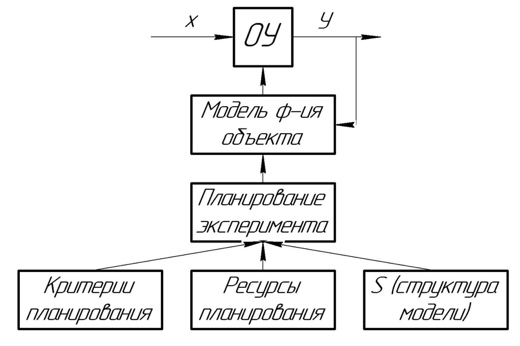 x
ОУ
y
Модель ф-ия
объекта
Планирование
эксперимента
Критерии
планирования
Ресурсы
планирования
S (структура
модели)